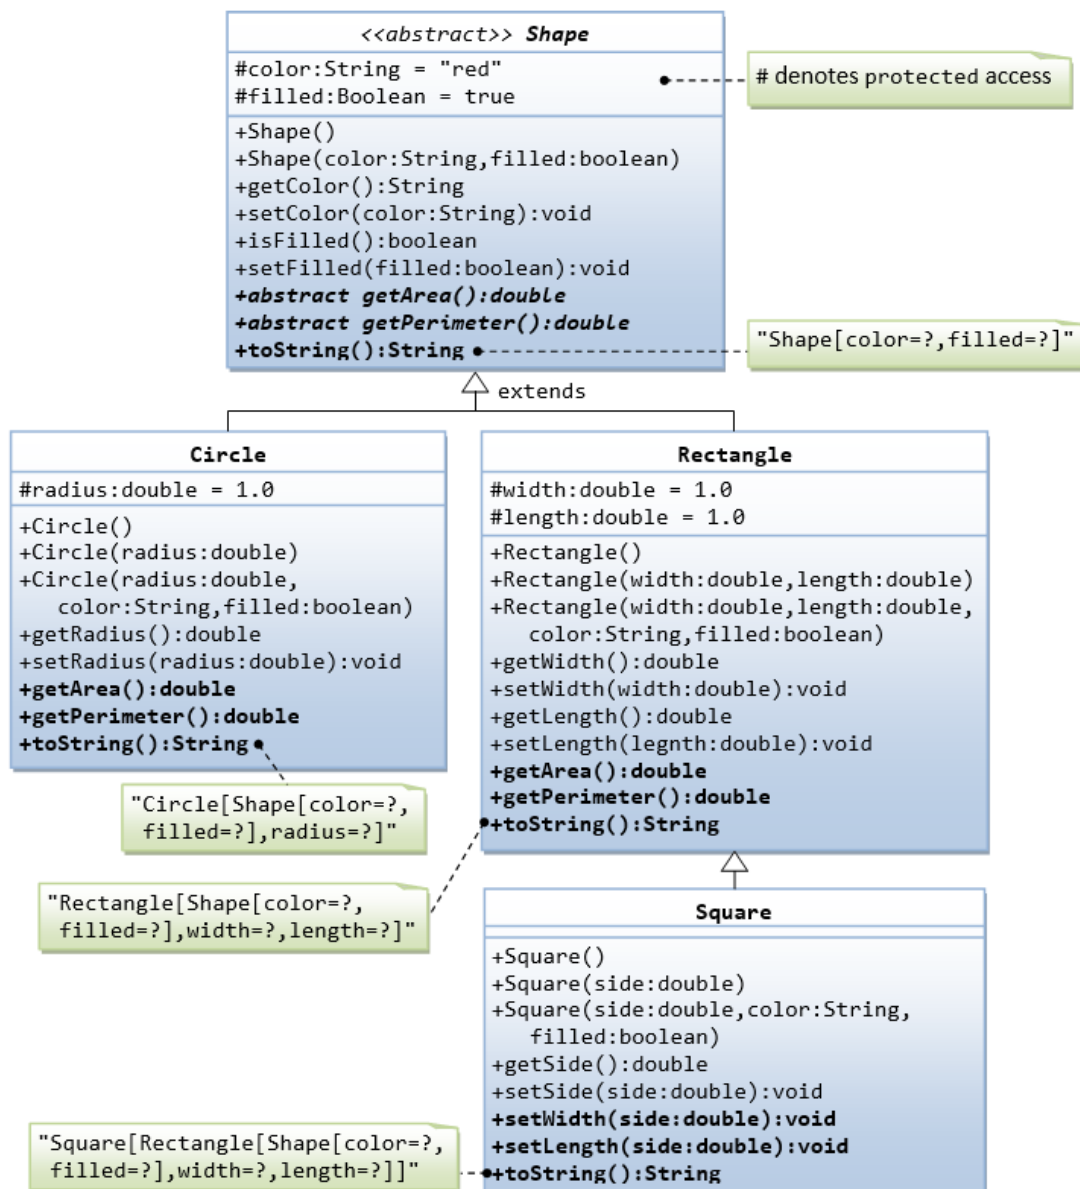 <<abstract>> Shape
#color:String = "red"
#filled:Boolean = true
# denotes protected access
+Shape()
+Shape(color:String,filled:boolean)
+getColor():String
+setColor(color:String):void
+isFilled():boolean
+setFilled(filled:boolean):void
+abstract getArea():double
+abstract getPerimeter():double
+toString():String
"Shape[color=?,filled=?]"
extends
Circle
#radius:double = 1.0
+Circle()
+Circle(radius:double)
+Circle(radius:double,
color:String,filled:boolean)
+getRadius():double
+setRadius(radius:double):void
+getArea():double
+getPerimeter():double
+toString():String
"Circle[Shape[color=?,
filled=?],radius=?]"
Rectangle
#width:double = 1.0
#length:double = 1.0
+Rectangle()
+Rectangle(width:double,length:double)
+Rectangle(width:double,length:double,
color:String,filled:boolean)
+getWidth():double
+setWidth(width:double):void
+getLength():double
+setLength(legnth:double):void
+getArea():double
+getPerimeter():double
+toString():String
"Rectangle[Shape[color=?,
filled=?],width=?,length=?]"
Square
+Square()
+Square(side:double)
+Square(side:double,color:String,
filled:boolean)
+getSide():double
+setSide(side:double):void
+setWidth(side:double):void
+setLength(side:double):void
+toString():String
"Square[Rectangle[Shape[color=?,
filled=?],width=?,length=?]]"